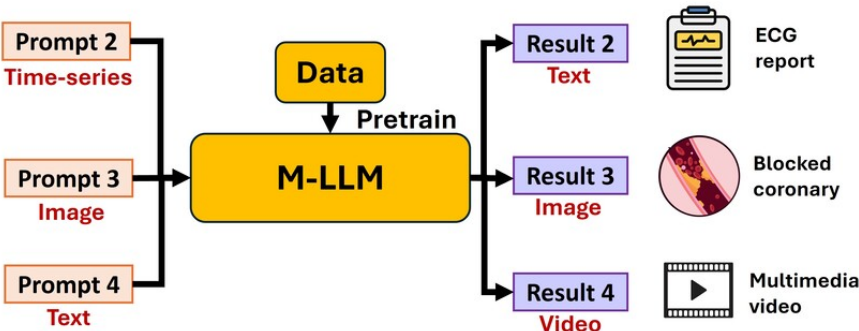 Prompt 2
Time-series
Data
Pretrain
Result 2
Text
ECG
report
Prompt 3
Image
M-LLM
Result 3
Image
Blocked
coronary
Prompt 4
Text
Result 4
Video
Multimedia
video